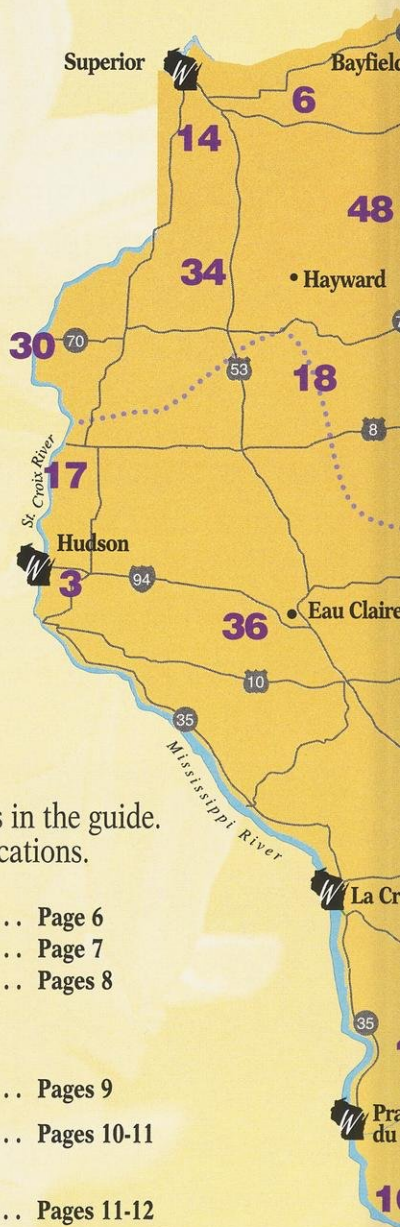 Superior
Bayfield
6
14
48
34
Hayward
30
70
53
18
8
St. Croix River
17
Hudson
94
3
36
Eau Claire
10
35
Mississippi River
s in the guide.
cations.
La Cr
.. Page 6
.. Page 7
.. Pages 8
35
.. Pages 9
Pra
du
.. Pages 10-11
.. Pages 11-12